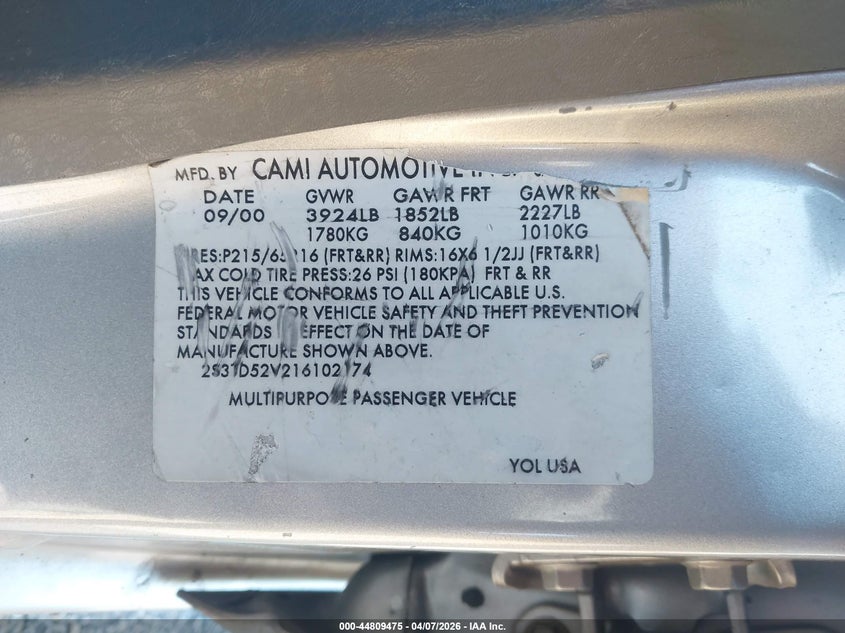 MFD. BY CAMI AUTOMOTIVE
DATE GVWR GAWR FRT GAWR RR
09/00 3924LB 1852LB 2227LB
1780KG 840KG 1010KG
(FRT&RR) RIMS:16X6 1/2JJ (FRT&RR)
COLD TIRE PRESS:26 PSI (180KPA) FRT & RR
THIS VEHICLE CONFORMS TO ALL APPLICABLE U.S.
FEDERAL MOTOR VEHICLE SAFETY AND THEFT PREVENTION
STANDARDS EFFECT ON THE DATE OF
MANUFACTURE SHOWN ABOVE.
MULTIPURPOSE PASSENGER VEHICLE
YOL USA
000-44809475 - 04/07/2026 - IAA Inc.